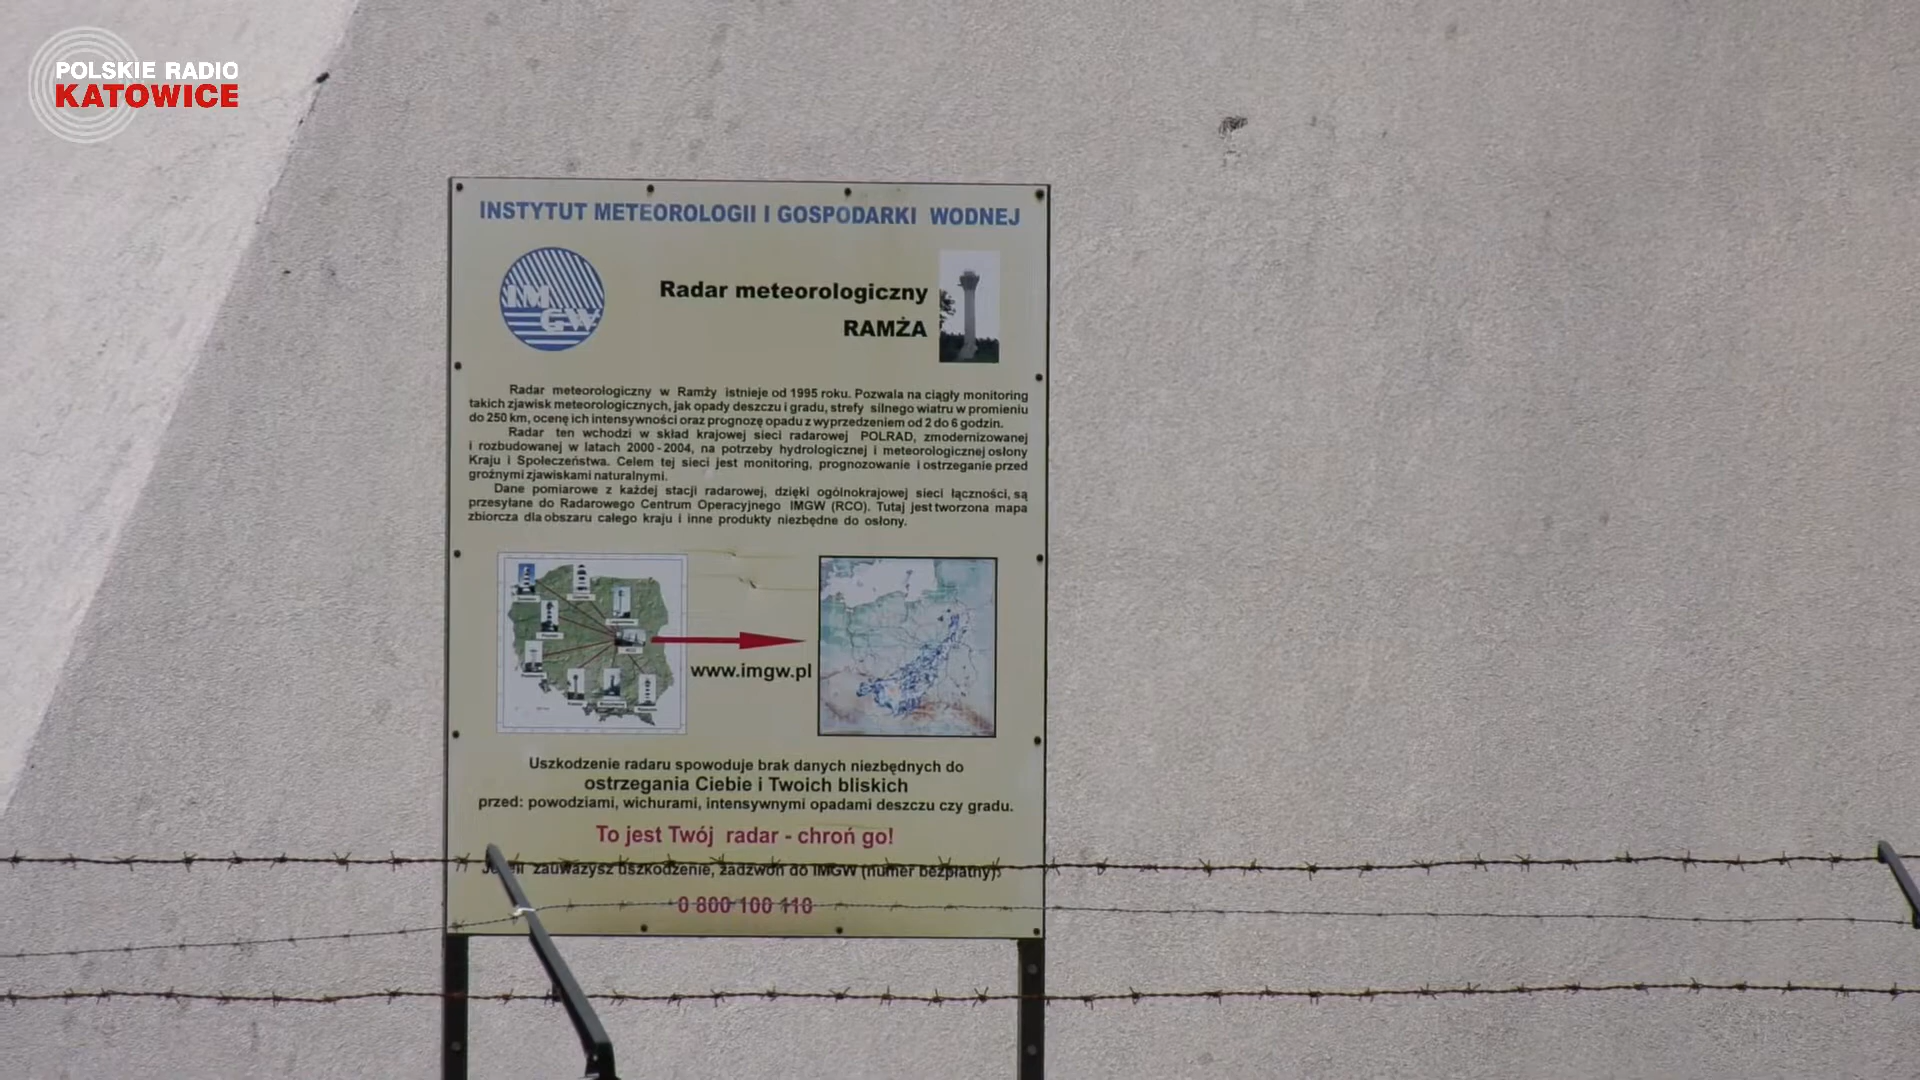 POLSKIE RADIO
KATOWICE
INSTYTUT METEOROLOGII I GOSPODARKI WODNEJ
IM
GW
Radar meteorologiczny
RAMŻA
Radar meteorologiczny w Ramży istnieje od 1995 roku. Pozwala na ciągły monitoring
takich zjawisk meteorologicznych, jak opady deszczu i gradu, strefy silnego wiatru w promieniu
do 250 km, ocenę ich intensywności oraz prognozę opadu z wyprzedzeniem od 2 do 6 godzin.
Radar ten wchodzi w skład krajowej sieci radarowej POLRAD, zmodernizowanej
i rozbudowanej w latach 2000-2004, na potrzeby hydrologicznej i meteorologicznej osłony
Kraju i Społeczeństwa. Celem tej sieci jest monitoring, prognozowanie i ostrzeganie przed
groźnymi zjawiskami naturalnymi.
Dane pomiarowe z każdej stacji radarowej, dzięki ogólnokrajowej sieci łączności, są
przesyłane do Radarowego Centrum Operacyjnego IMGW (RCO). Tutaj jest tworzona mapa
zbiorcza dla obszaru całego kraju i inne produkty niezbędne do osłony.
www.imgw.pl
Uszkodzenie radaru spowoduje brak danych niezbędnych do
ostrzegania Ciebie i Twoich bliskich
przed: powodziami, wichurami, intensywnymi opadami deszczu czy gradu.
To jest Twój radar - chroń go!
Jeżeli zauważysz uszkodzenie, zadzwoń do IMGW (numer bezpłatny):
0 800 100 110